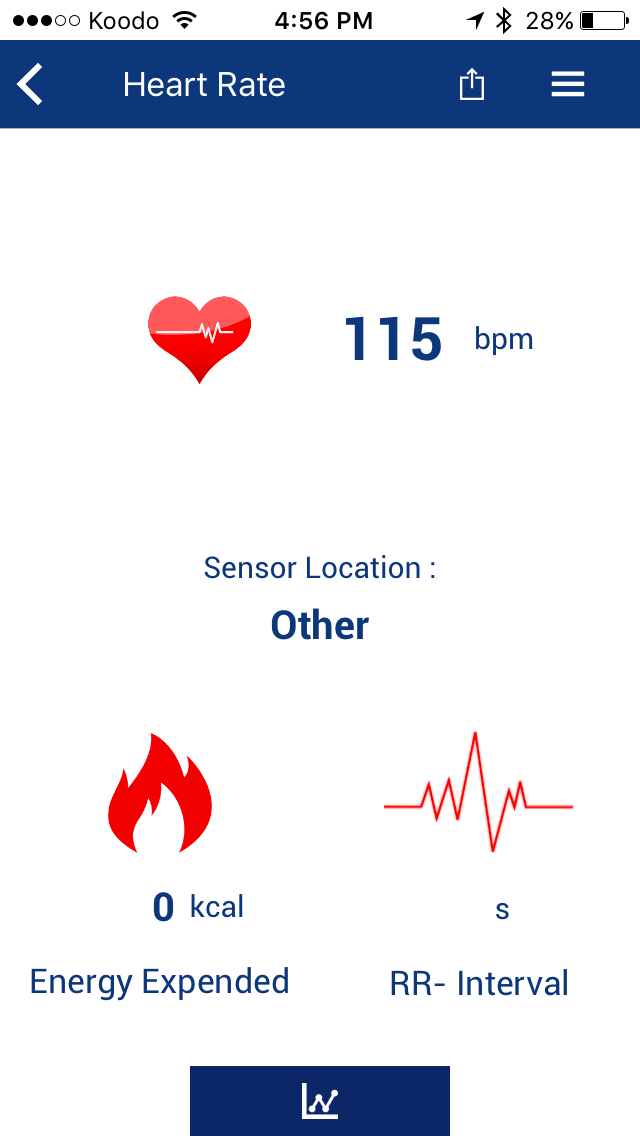 Koodo 4:56 PM 28%
Heart Rate
115 bpm
Sensor Location :
Other
0 kcal
s
Energy Expended
RR- Interval